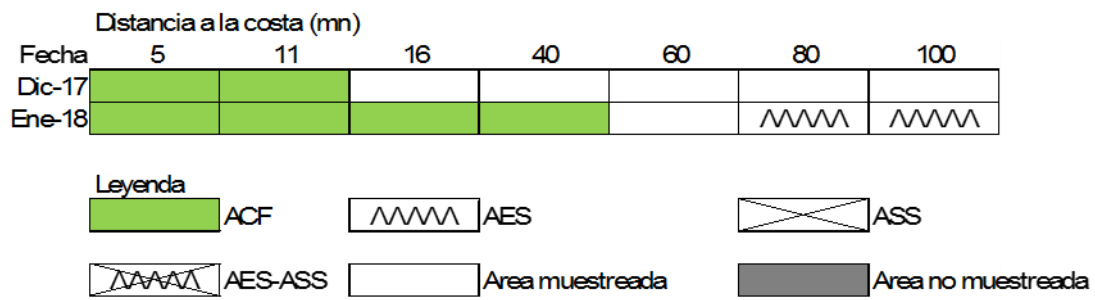 Distancia a la costa (mn)
Fecha 5 11 16 40 60 80 100
Dic-17
Ene-18
Leyenda
ACF AES ASS
AES-ASS Area muestreada Area no muestreada